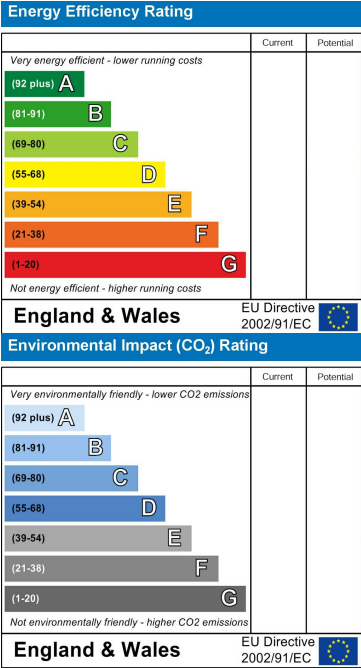 Energy Efficiency Rating
Current Potential
Very energy efficient - lower running costs
(92 plus) A
(81-91) B
(69-80) C
(55-68) D
(39-54) E
(21-38) F
(1-20) G
Not energy efficient - higher running costs
England & Wales
EU Directive
2002/91/EC
Environmental Impact (CO₂) Rating
Current Potential
Very environmentally friendly - lower CO2 emissions
(92 plus) A
(81-91) B
(69-80) C
(55-68) D
(39-54) E
(21-38) F
(1-20) G
Not environmentally friendly - higher CO2 emissions
England & Wales
EU Directive
2002/91/EC